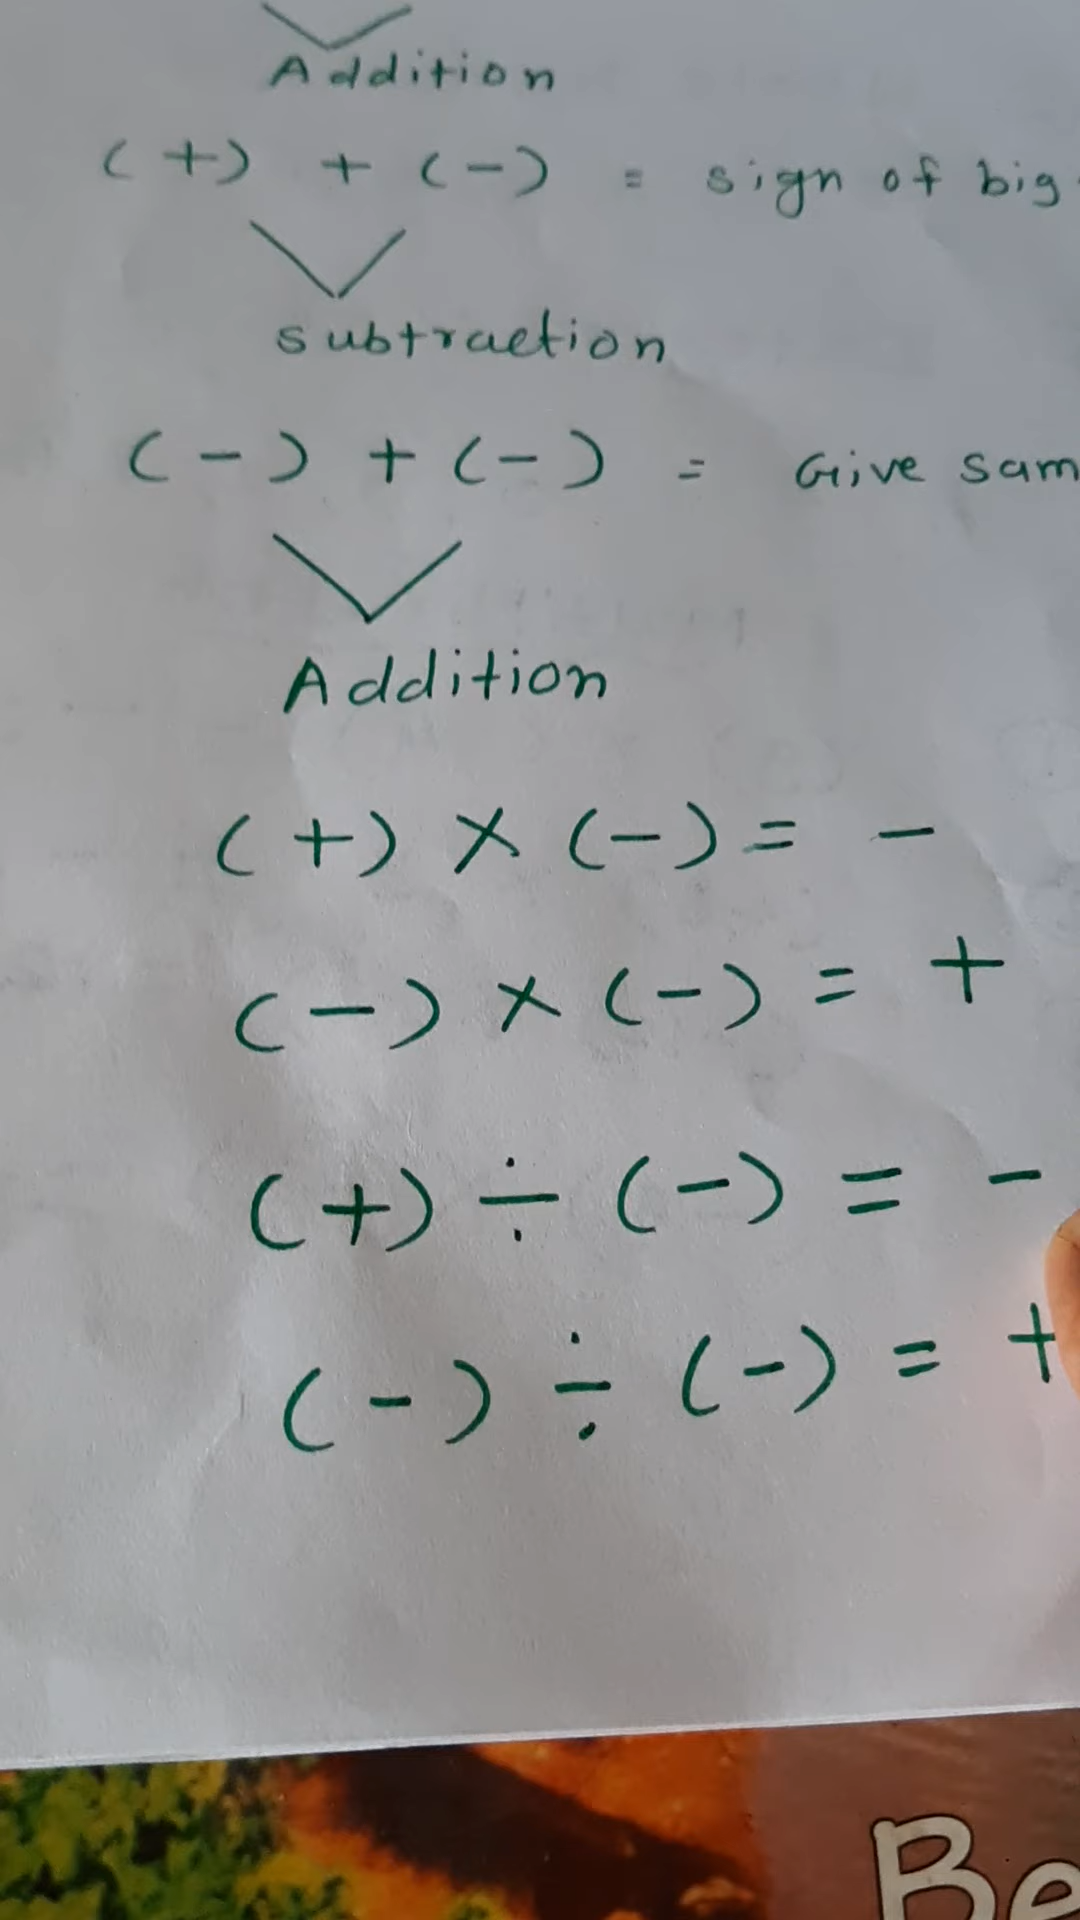 Addition
(+) + (-) = sign of big
subtraction
(-) + (-) = Give sam
Addition
(+) × (-) = -
(-) × (-) = +
(+) ÷ (-) = -
(-) ÷ (-) = +
Be